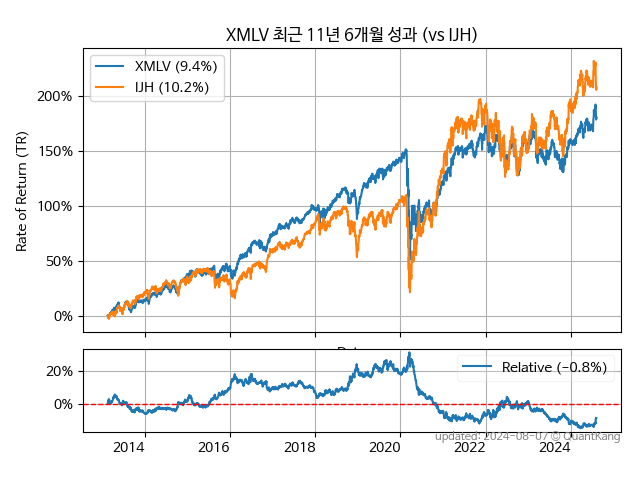 XMLV 최근 11년 6개월 성과 (vs IJH)
XMLV (9.4%)
IJH (10.2%)
Rate of Return (TR)
200%
150%
100%
50%
0%
20%
0%
Relative (−0.8%)
2014
2016
2018
2020
2022
2024
updated: 2024-08-07 © QuantKang